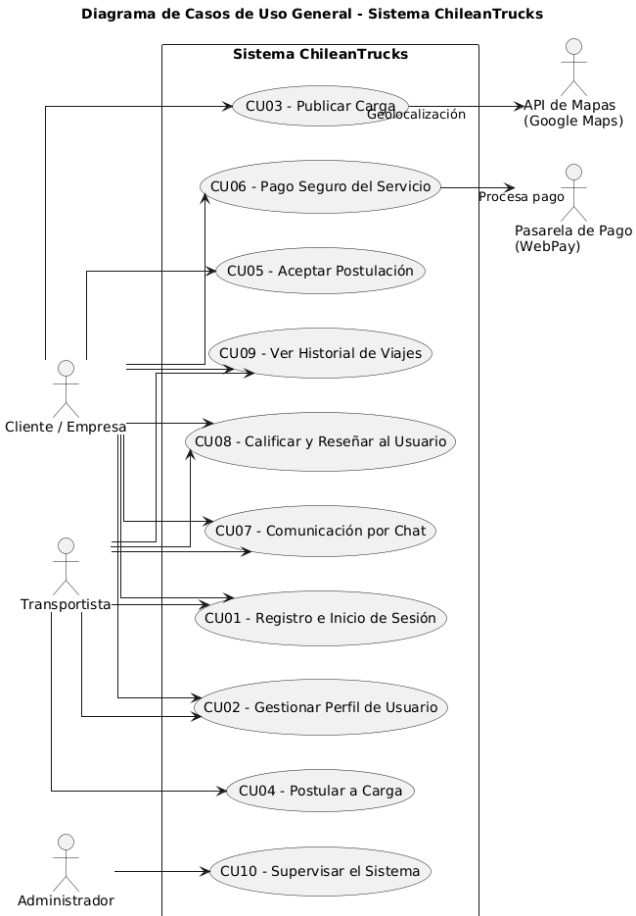 Diagrama de Casos de Uso General - Sistema ChileanTrucks
Sistema ChileanTrucks
CU03 - Publicar Carga
Geolocalización
API de Mapas
(Google Maps)
CU06 - Pago Seguro del Servicio
Procesa pago
Pasarela de Pago
(WebPay)
CU05 - Aceptar Postulación
CU09 - Ver Historial de Viajes
Cliente / Empresa
CU08 - Calificar y Reseñar al Usuario
CU07 - Comunicación por Chat
Transportista
CU01 - Registro e Inicio de Sesión
CU02 - Gestionar Perfil de Usuario
CU04 - Postular a Carga
CU10 - Supervisar el Sistema
Administrador